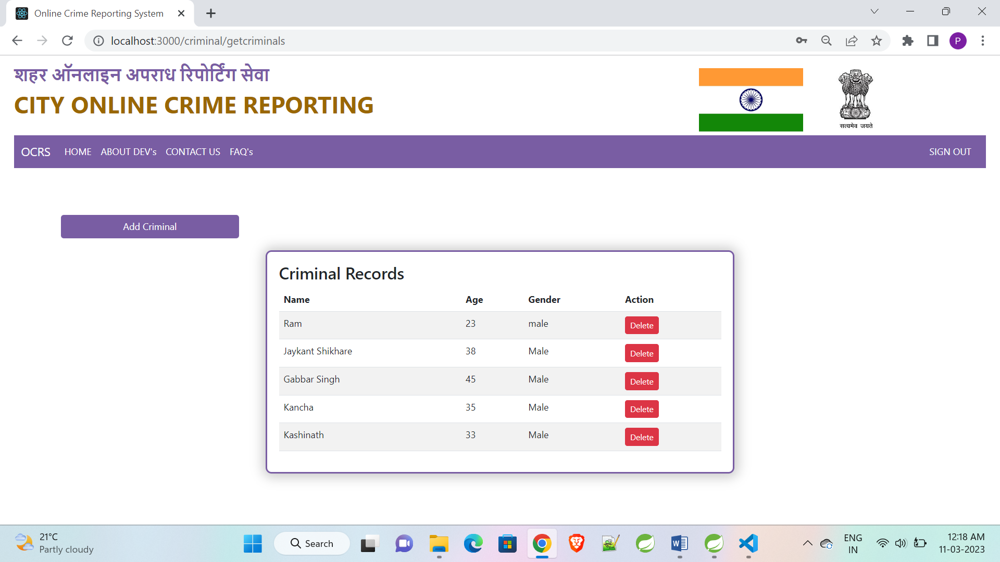 Online Crime Reporting System
localhost:3000/criminal/getcriminals
P
शहर ऑनलाइन अपराध रिपोर्टिंग सेवा
CITY ONLINE CRIME REPORTING
सत्यमेव जयते
OCRS HOME ABOUT DEV's CONTACT US FAQ's SIGN OUT
Add Criminal
Criminal Records
Name Age Gender Action
Ram 23 male Delete
Jaykant Shikhare 38 Male Delete
Gabbar Singh 45 Male Delete
Kancha 35 Male Delete
Kashinath 33 Male Delete
21°C
Partly cloudy
Search
ENG
IN
12:18 AM
11-03-2023